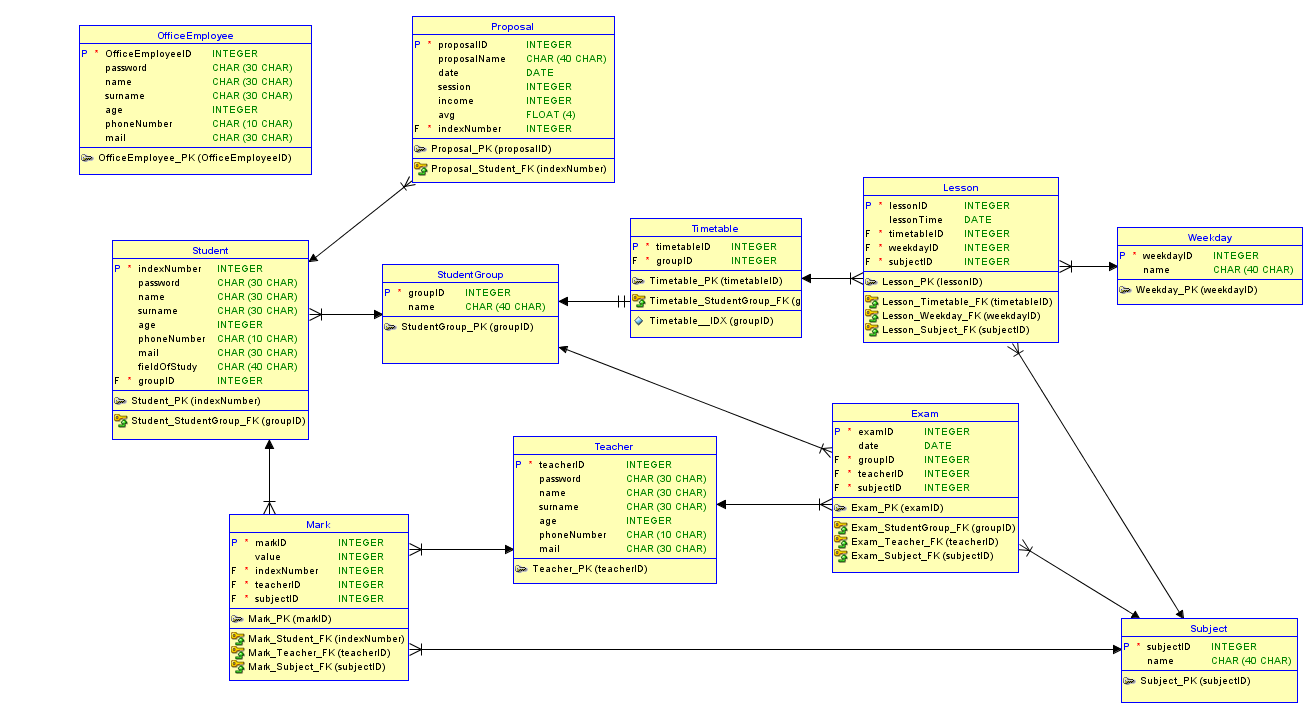 OfficeEmployee
P * OfficeEmployeeID INTEGER
password CHAR (30 CHAR)
name CHAR (30 CHAR)
surname CHAR (30 CHAR)
age INTEGER
phoneNumber CHAR (10 CHAR)
mail CHAR (30 CHAR)
OfficeEmployee_PK (OfficeEmployeeID)
Proposal
P * proposalID INTEGER
proposalName CHAR (40 CHAR)
date DATE
session INTEGER
income INTEGER
avg FLOAT (4)
F * indexNumber INTEGER
Proposal_PK (proposalID)
Proposal_Student_FK (indexNumber)
Student
P * indexNumber INTEGER
password CHAR (30 CHAR)
name CHAR (30 CHAR)
surname CHAR (30 CHAR)
age INTEGER
phoneNumber CHAR (10 CHAR)
mail CHAR (30 CHAR)
fieldOfStudy CHAR (40 CHAR)
F * groupID INTEGER
Student_PK (indexNumber)
Student_StudentGroup_FK (groupID)
StudentGroup
P * groupID INTEGER
name CHAR (40 CHAR)
StudentGroup_PK (groupID)
Timetable
P * timetableID INTEGER
F * groupID INTEGER
Timetable_PK (timetableID)
Timetable_StudentGroup_FK (g
Timetable__IDX (groupID)
Lesson
P * lessonID INTEGER
lessonTime DATE
F * timetableID INTEGER
F * weekdayID INTEGER
F * subjectID INTEGER
Lesson_PK (lessonID)
Lesson_Timetable_FK (timetableID)
Lesson_Weekday_FK (weekdayID)
Lesson_Subject_FK (subjectID)
Weekday
P * weekdayID INTEGER
name CHAR (40 CHAR)
Weekday_PK (weekdayID)
Mark
P * markID INTEGER
value INTEGER
F * indexNumber INTEGER
F * teacherID INTEGER
F * subjectID INTEGER
Mark_PK (markID)
Mark_Student_FK (indexNumber)
Mark_Teacher_FK (teacherID)
Mark_Subject_FK (subjectID)
Teacher
P * teacherID INTEGER
password CHAR (30 CHAR)
name CHAR (30 CHAR)
surname CHAR (30 CHAR)
age INTEGER
phoneNumber CHAR (10 CHAR)
mail CHAR (30 CHAR)
Teacher_PK (teacherID)
Exam
P * examID INTEGER
date DATE
F * groupID INTEGER
F * teacherID INTEGER
F * subjectID INTEGER
Exam_PK (examID)
Exam_StudentGroup_FK (groupID)
Exam_Teacher_FK (teacherID)
Exam_Subject_FK (subjectID)
Subject
P * subjectID INTEGER
name CHAR (40 CHAR)
Subject_PK (subjectID)